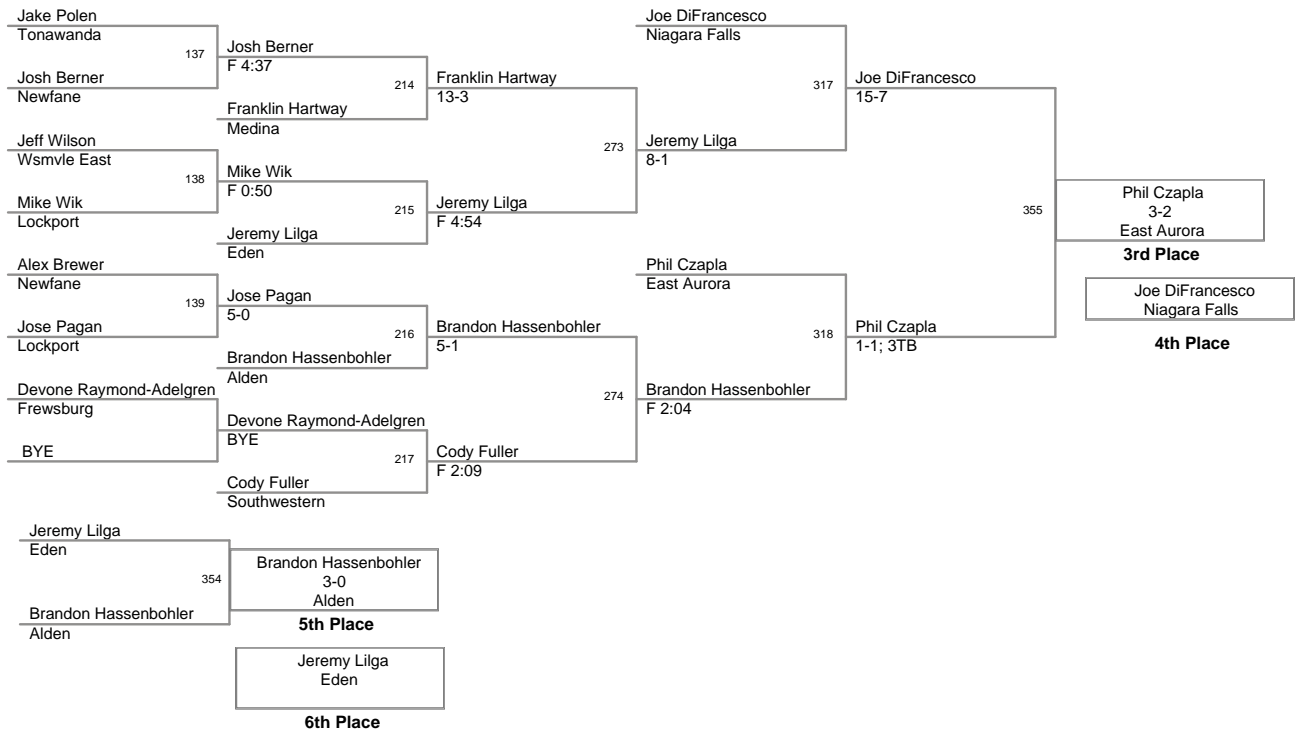 Jake Polen
Tonawanda
137
Josh Berner
Newfane
Jeff Wilson
Wsmvle East
138
Mike Wik
Lockport
Alex Brewer
Newfane
139
Jose Pagan
Lockport
Devone Raymond-Adelgren
Frewsburg
BYE
Josh Berner
F 4:37
214
Franklin Hartway
Medina
Mike Wik
F 0:50
215
Jeremy Lilga
Eden
Jose Pagan
5-0
216
Brandon Hassenbohler
Alden
Devone Raymond-Adelgren
BYE
217
Cody Fuller
Southwestern
Franklin Hartway
13-3
273
Jeremy Lilga
F 4:54
Brandon Hassenbohler
5-1
274
Cody Fuller
F 2:09
Joe DiFrancesco
Niagara Falls
317
Jeremy Lilga
8-1
Phil Czapla
East Aurora
318
Brandon Hassenbohler
F 2:04
Joe DiFrancesco
15-7
355
Phil Czapla
1-1; 3TB
Phil Czapla
3-2
East Aurora
3rd Place
Joe DiFrancesco
Niagara Falls
4th Place
Jeremy Lilga
Eden
354
Brandon Hassenbohler
Alden
Brandon Hassenbohler
3-0
Alden
5th Place
Jeremy Lilga
Eden
6th Place